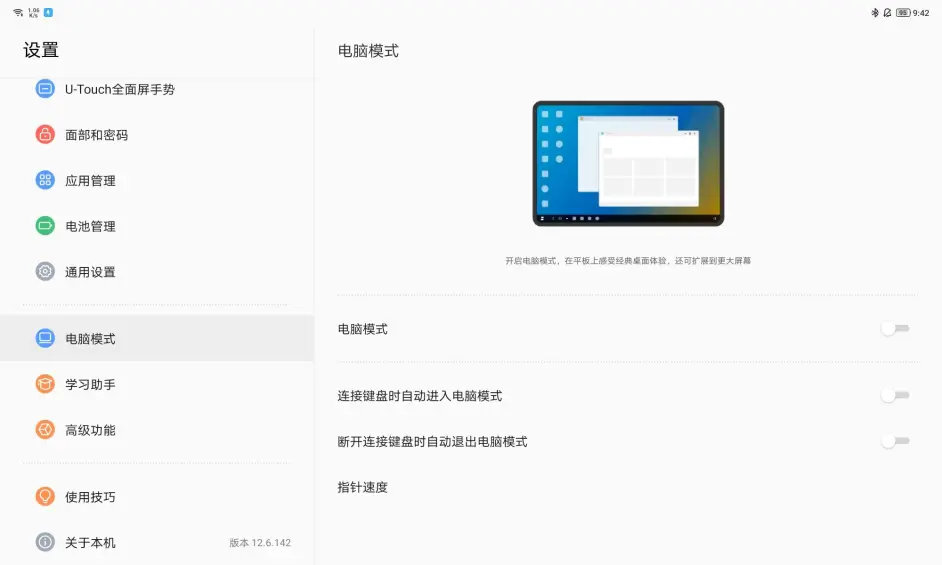 1.06
K/s
9:42
设置
U-Touch全面屏手势
面部和密码
应用管理
电池管理
通用设置
电脑模式
学习助手
高级功能
使用技巧
关于本机
版本 12.6.142
电脑模式
开启电脑模式，在平板上感受经典桌面体验，还可扩展到更大屏幕
电脑模式
连接键盘时自动进入电脑模式
断开连接键盘时自动退出电脑模式
指针速度